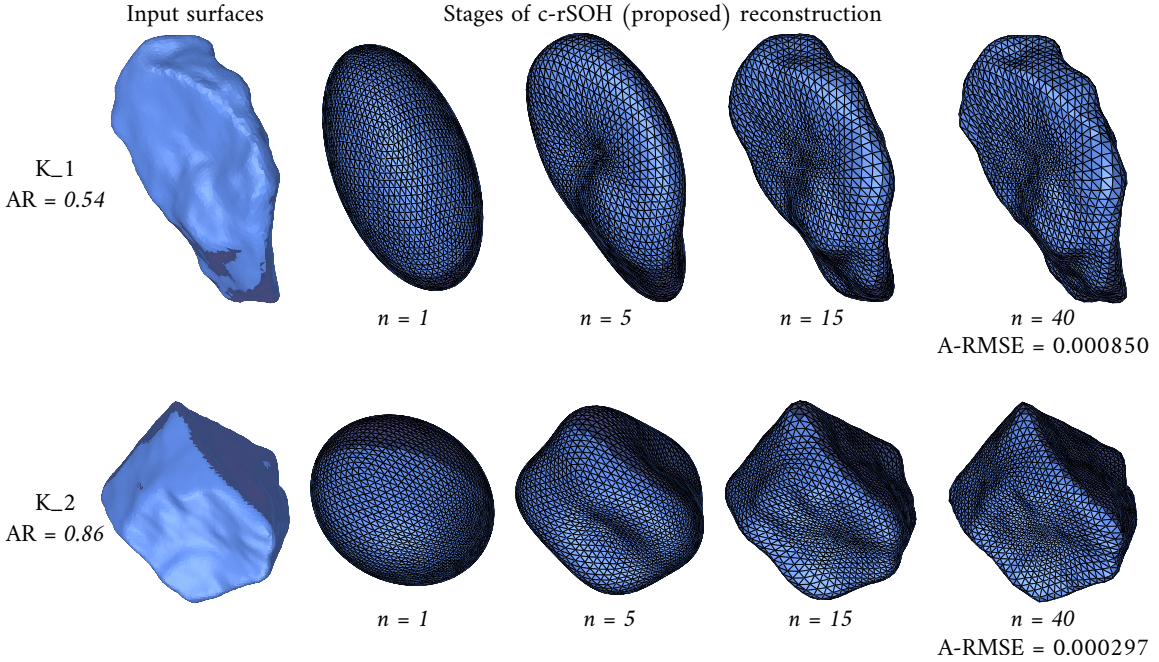 Input surfaces
Stages of c-rSOH (proposed) reconstruction
K_1
AR = 0.54
n = 1
n = 5
n = 15
n = 40
A-RMSE = 0.000850
K_2
AR = 0.86
n = 1
n = 5
n = 15
n = 40
A-RMSE = 0.000297